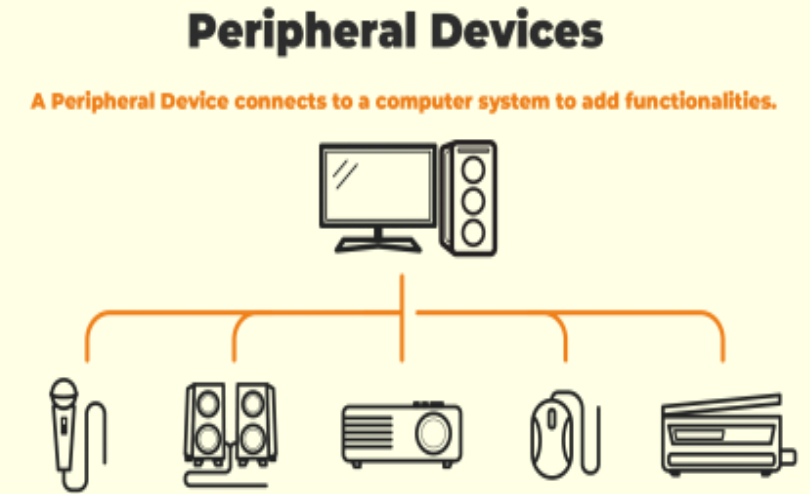 Peripheral Devices
A Peripheral Device connects to a computer system to add functionalities.